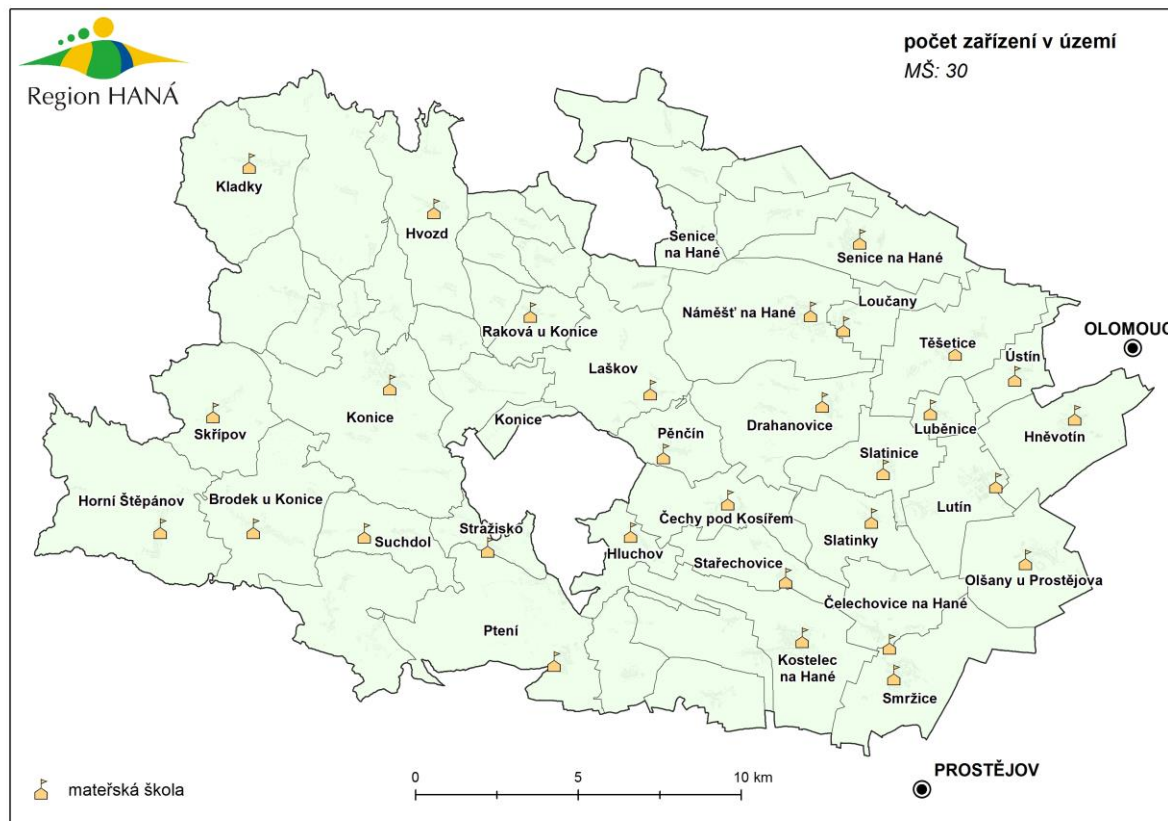 Region HANÁ
počet zařízení v území
MŠ: 30
Kladky
Hvozd
Senice
na Hané
Senice na Hané
Náměšť na Hané
Loučany
Raková u Konice
Těšetice
OLOMOUC
Ústín
Laškov
Konice
Konice
Skřípov
Pěnčín
Drahanovice
Luběnice
Hněvotín
Slatinice
Horní Štěpánov
Brodek u Konice
Lutín
Čechy pod Kosířem
Stražisko
Suchdol
Slatinky
Hluchov
Stařechovice
Olšany u Prostějova
Čelechovice na Hané
Ptení
Kostelec
na Hané
Smržice
0
5
10 km
PROSTĚJOV
mateřská škola